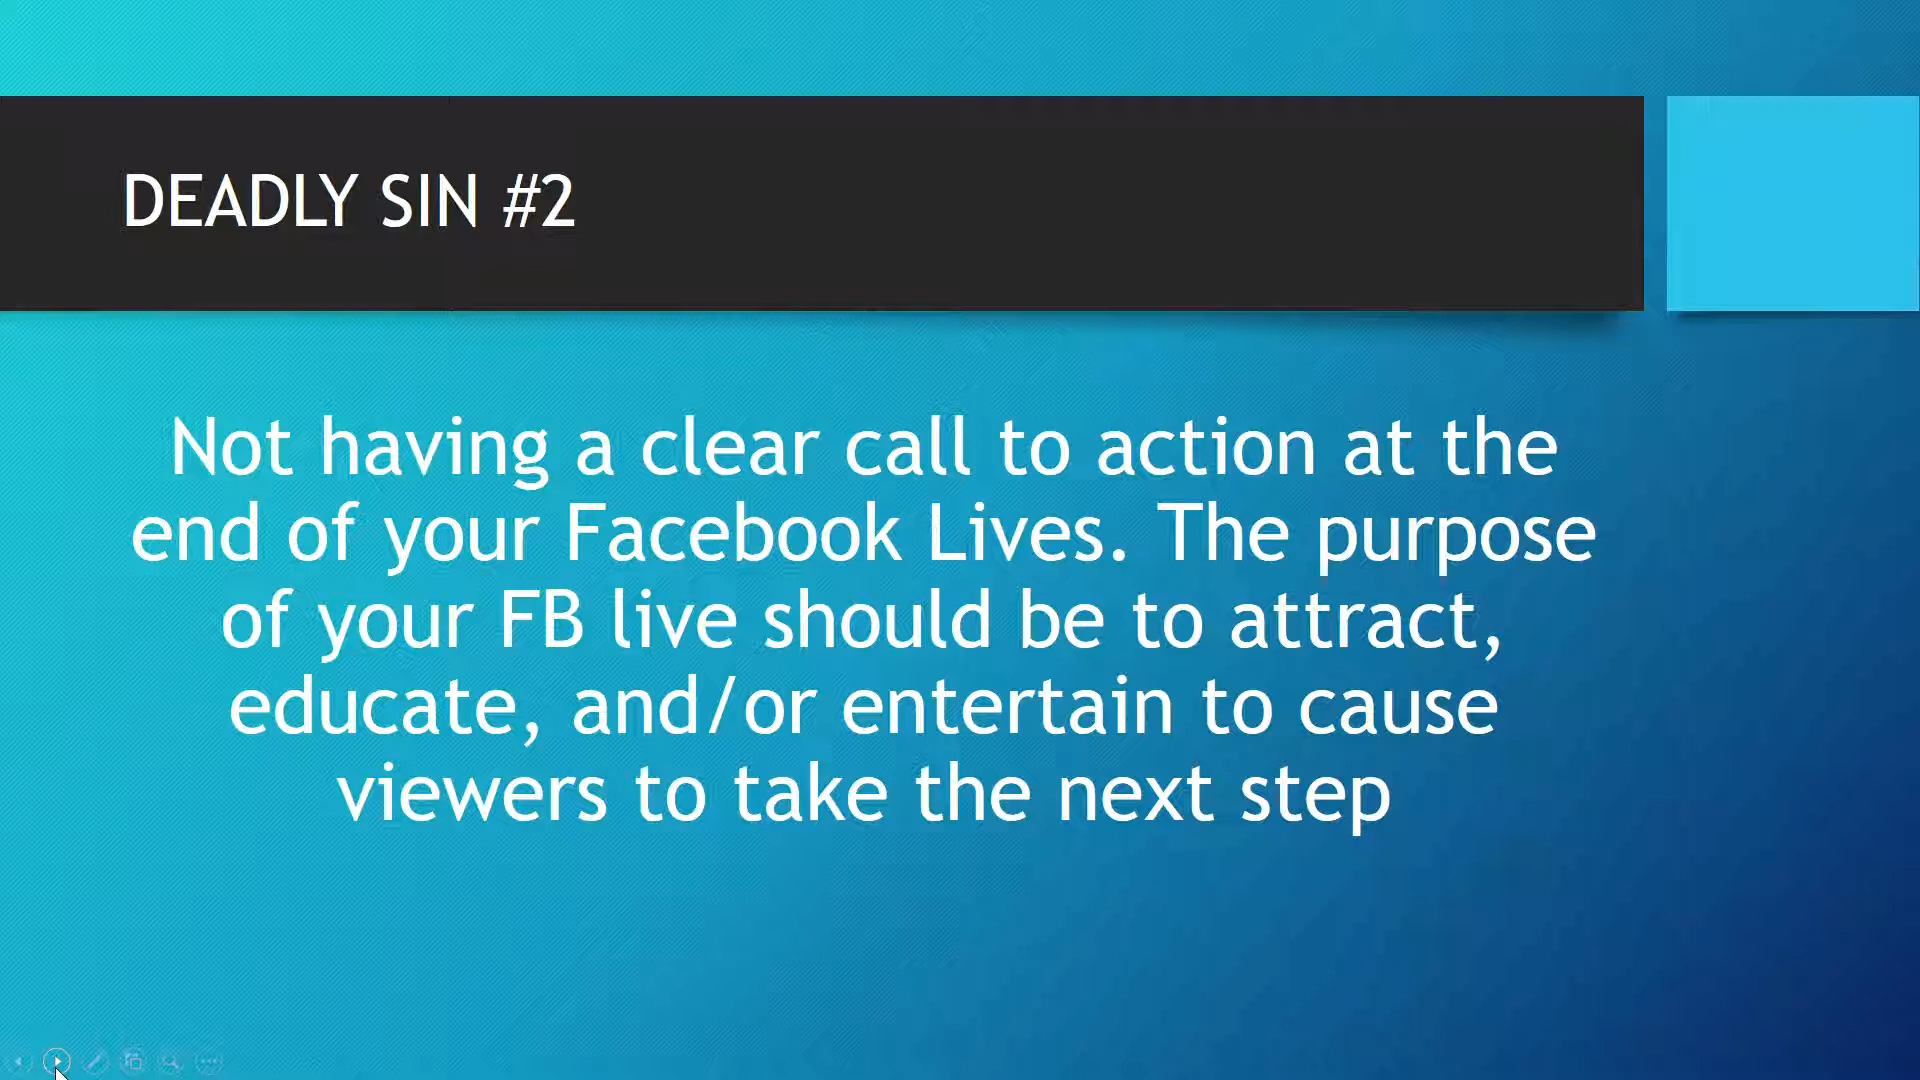 DEADLY SIN #2
Not having a clear call to action at the
end of your Facebook Lives. The purpose
of your FB live should be to attract,
educate, and/or entertain to cause
viewers to take the next step